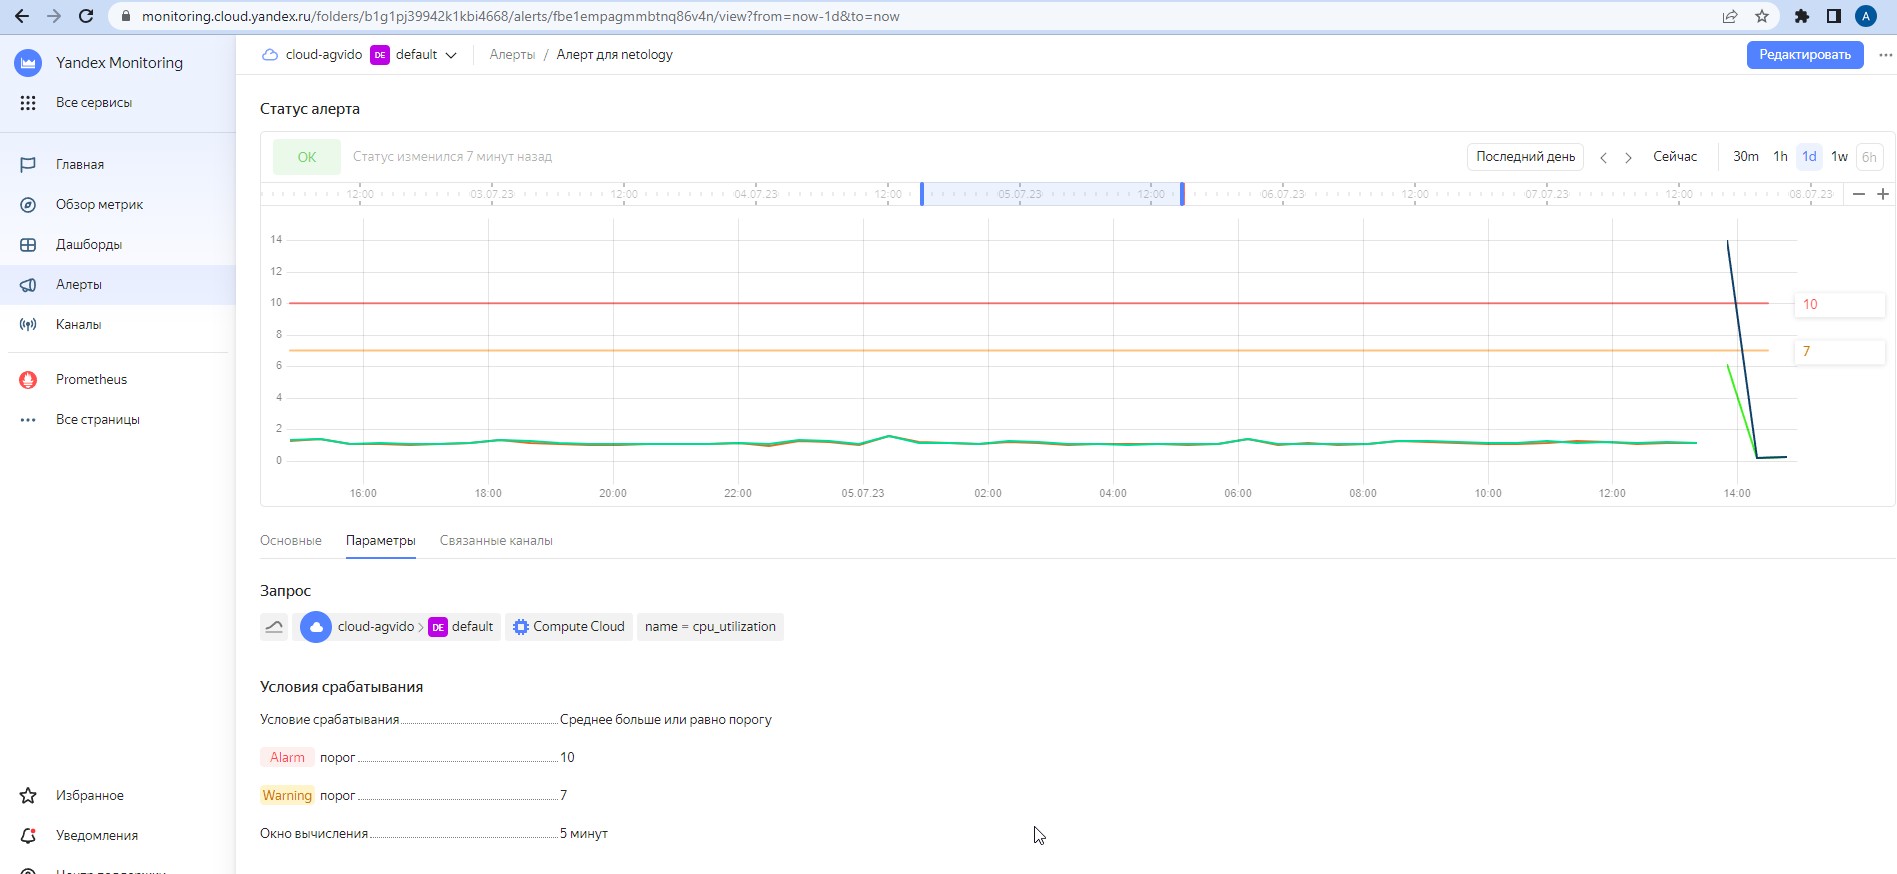 monitoring.cloud.yandex.ru/folders/b1g1pj39942k1kbi4668/alerts/fbe1empagmmbtnq86v4n/view?from=now-1d&to=now
A
Yandex Monitoring
Все сервисы
Главная
Обзор метрик
Дашборды
Алерты
Каналы
Prometheus
Все страницы
Избранное
Уведомления
cloud-agvido DE default
Алерты / Алерт для netology
Редактировать
Статус алерта
OK
Статус изменился 7 минут назад
Последний день
Сейчас
30m 1h 1d 1w 6h
12:00 03.07.23 12:00 04.07.23 12:00 05.07.23 12:00 06.07.23 12:00 07.07.23 12:00 08.07.23
14
12
10
8
6
4
2
0
10
7
16:00 18:00 20:00 22:00 05.07.23 02:00 04:00 06:00 08:00 10:00 12:00 14:00
Основные Параметры Связанные каналы
Запрос
cloud-agvido > DE default Compute Cloud name = cpu_utilization
Условия срабатывания
Условие срабатывания Среднее больше или равно порогу
Alarm порог 10
Warning порог 7
Окно вычисления 5 минут